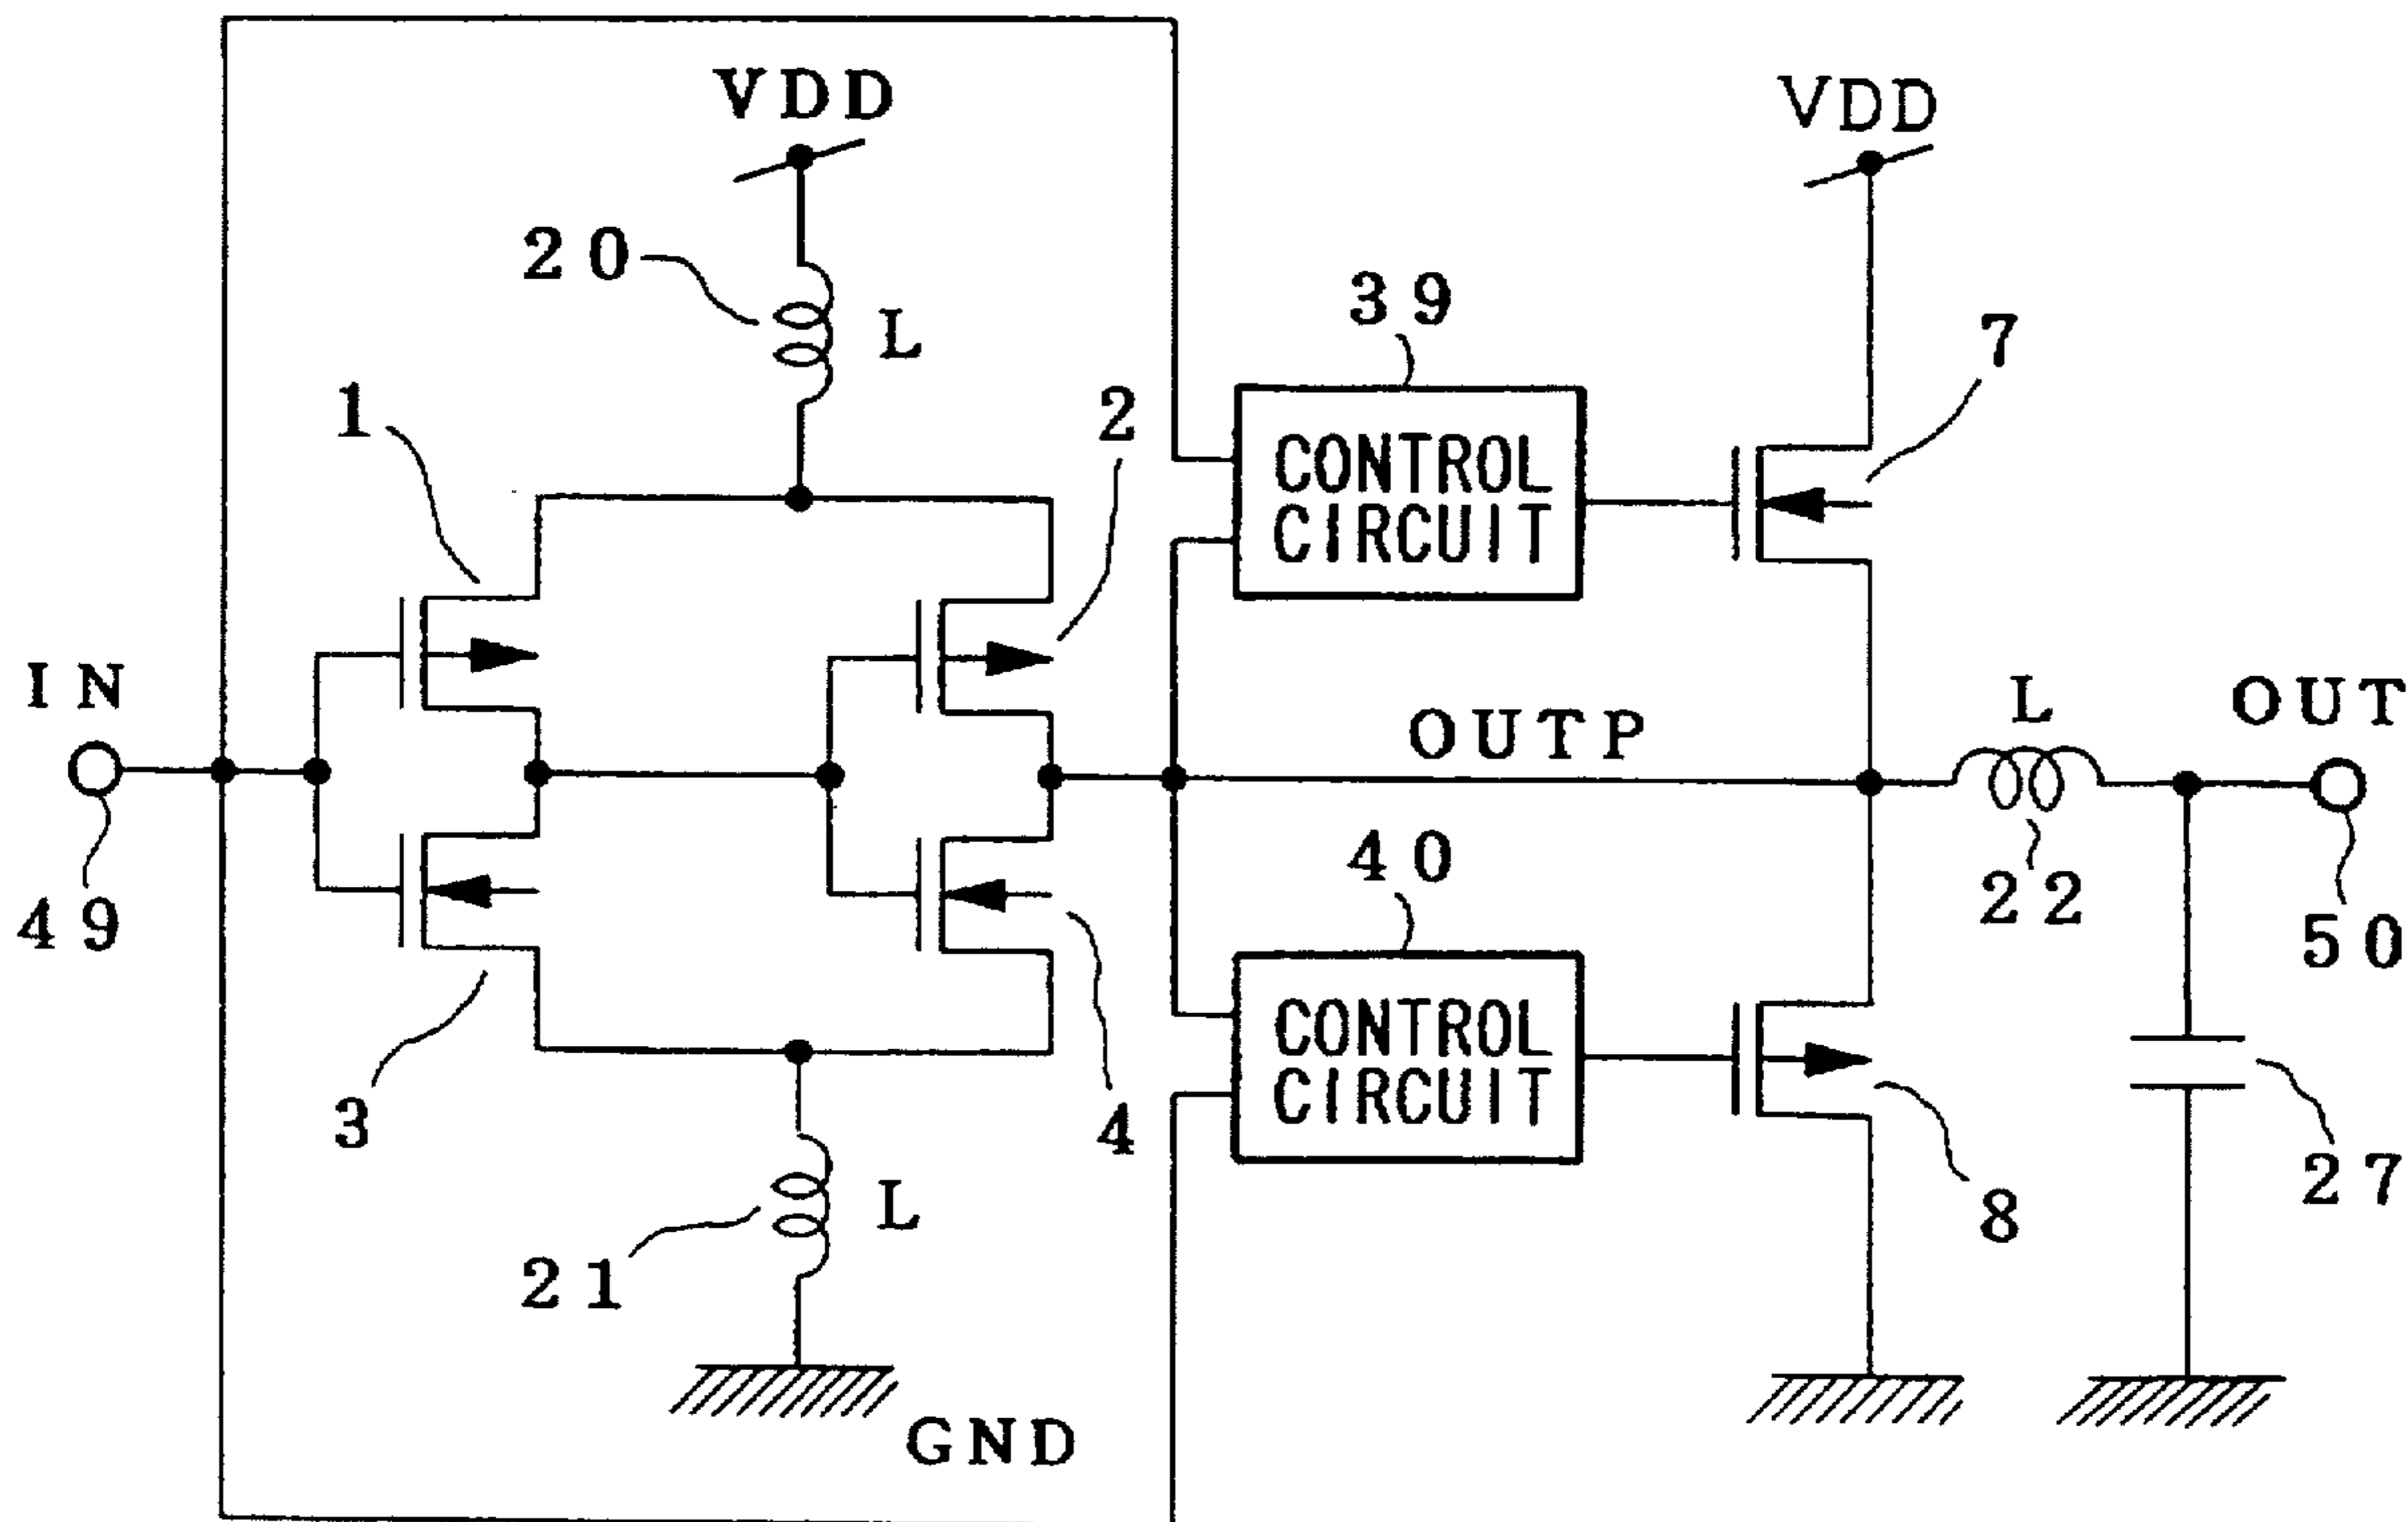 VDD
VDD
20
L
39
7
1
2
CONTROL
CIRCUIT
IN
OUTP
L
OUT
49
40
22
50
CONTROL
CIRCUIT
3
4
27
21
L
8
GND